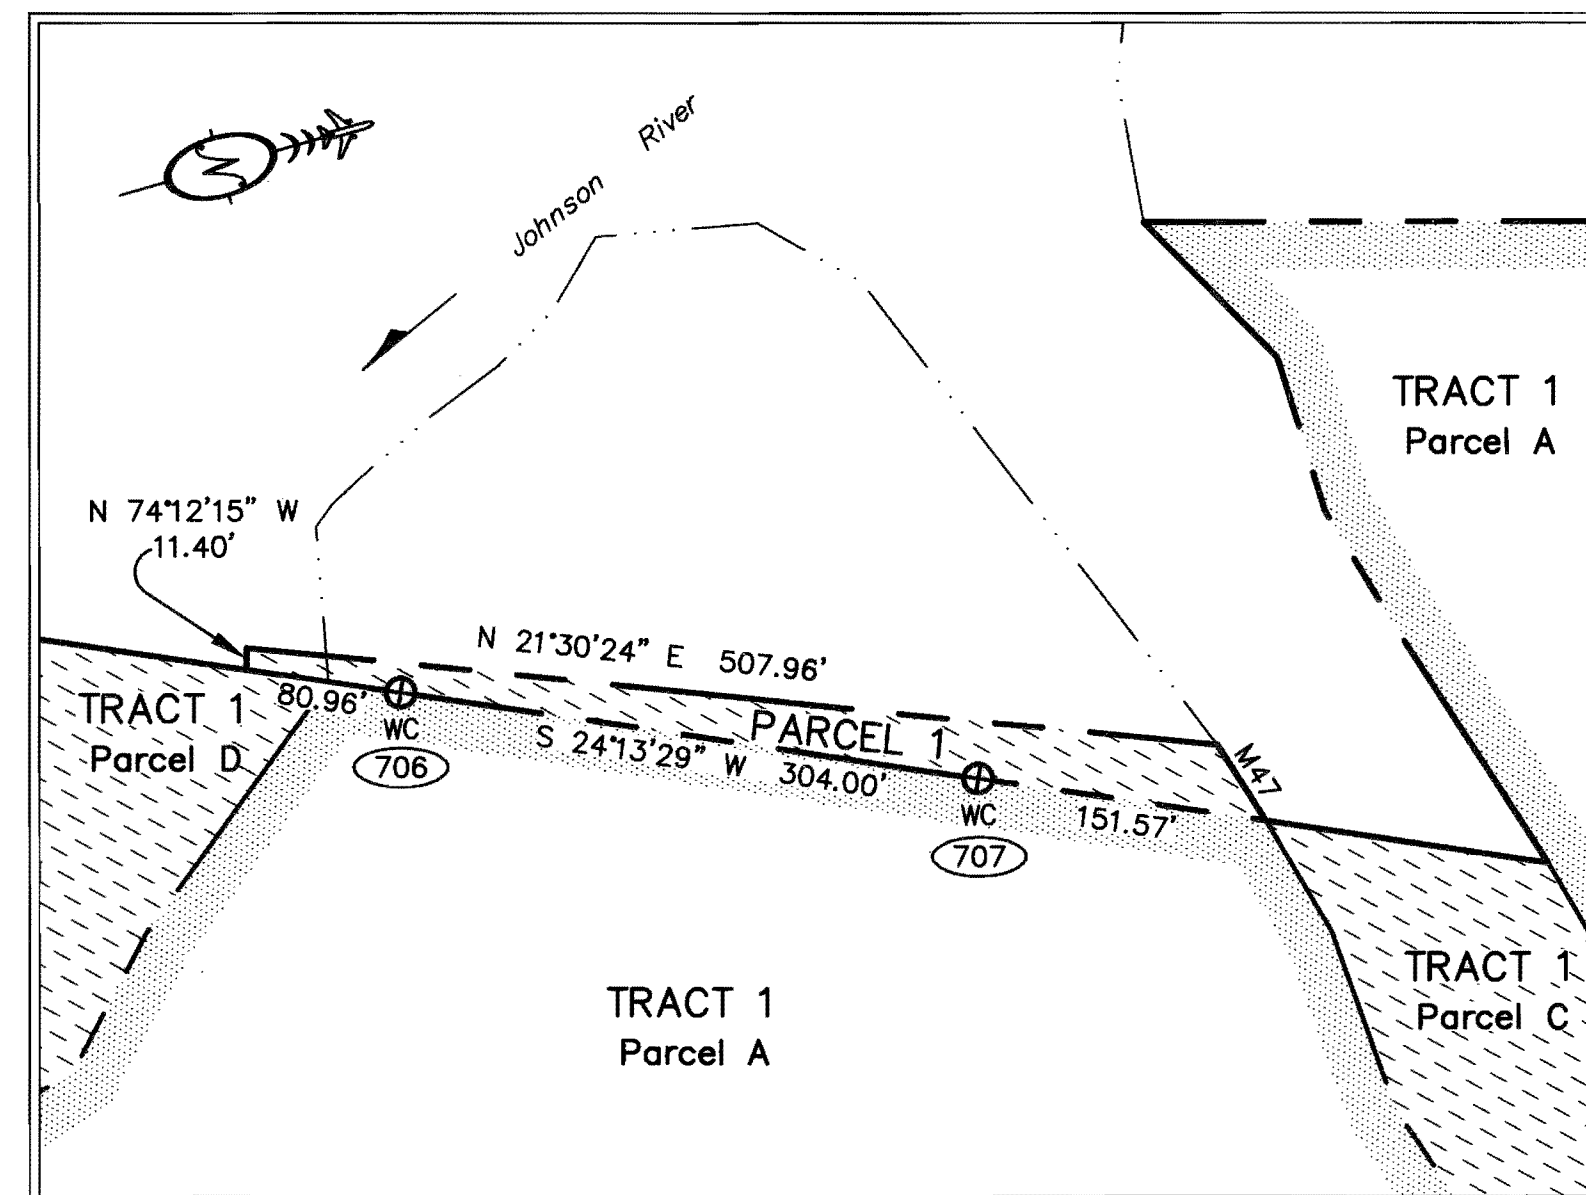 River
Johnson
TRACT 1
Parcel A
N 74°12'15" W
11.40'
N 21°30'24" E 507.96'
TRACT 1
Parcel D
80.96'
WC
706
S 24°13'29" W 304.00'
PARCEL 1
M47
WC
707
151.57'
TRACT 1
Parcel A
TRACT 1
Parcel C